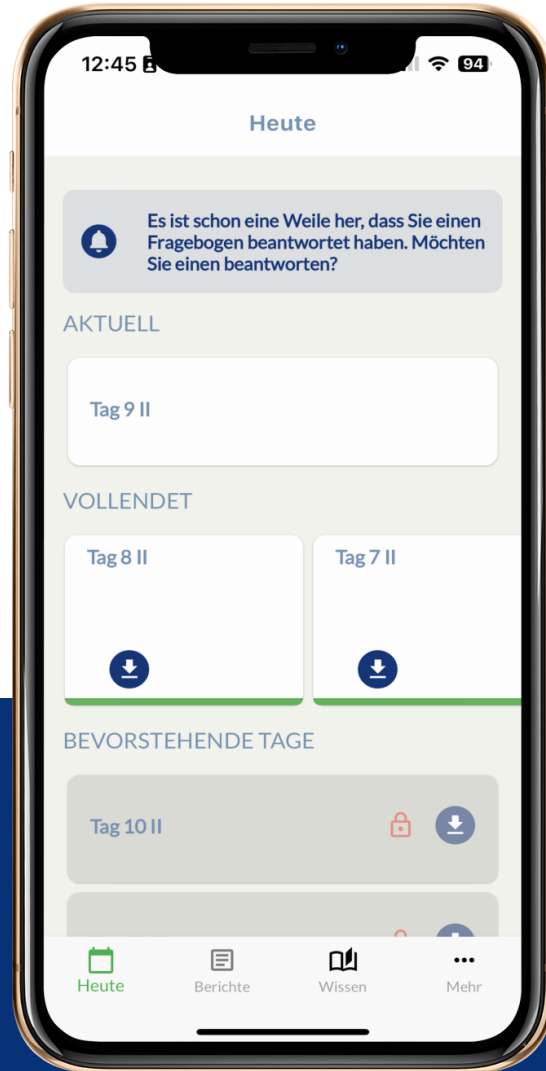 12:45
94
Heute
Es ist schon eine Weile her, dass Sie einen
Fragebogen beantwortet haben. Möchten
Sie einen beantworten?
AKTUELL
Tag 9 II
VOLLENDET
Tag 8 II
Tag 7 II
BEVORSTEHENDE TAGE
Tag 10 II
Heute
Berichte
Wissen
Mehr